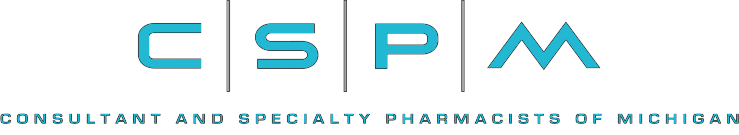 C|S|P|M
CONSULTANT AND SPECIALTY PHARMACISTS OF MICHIGAN